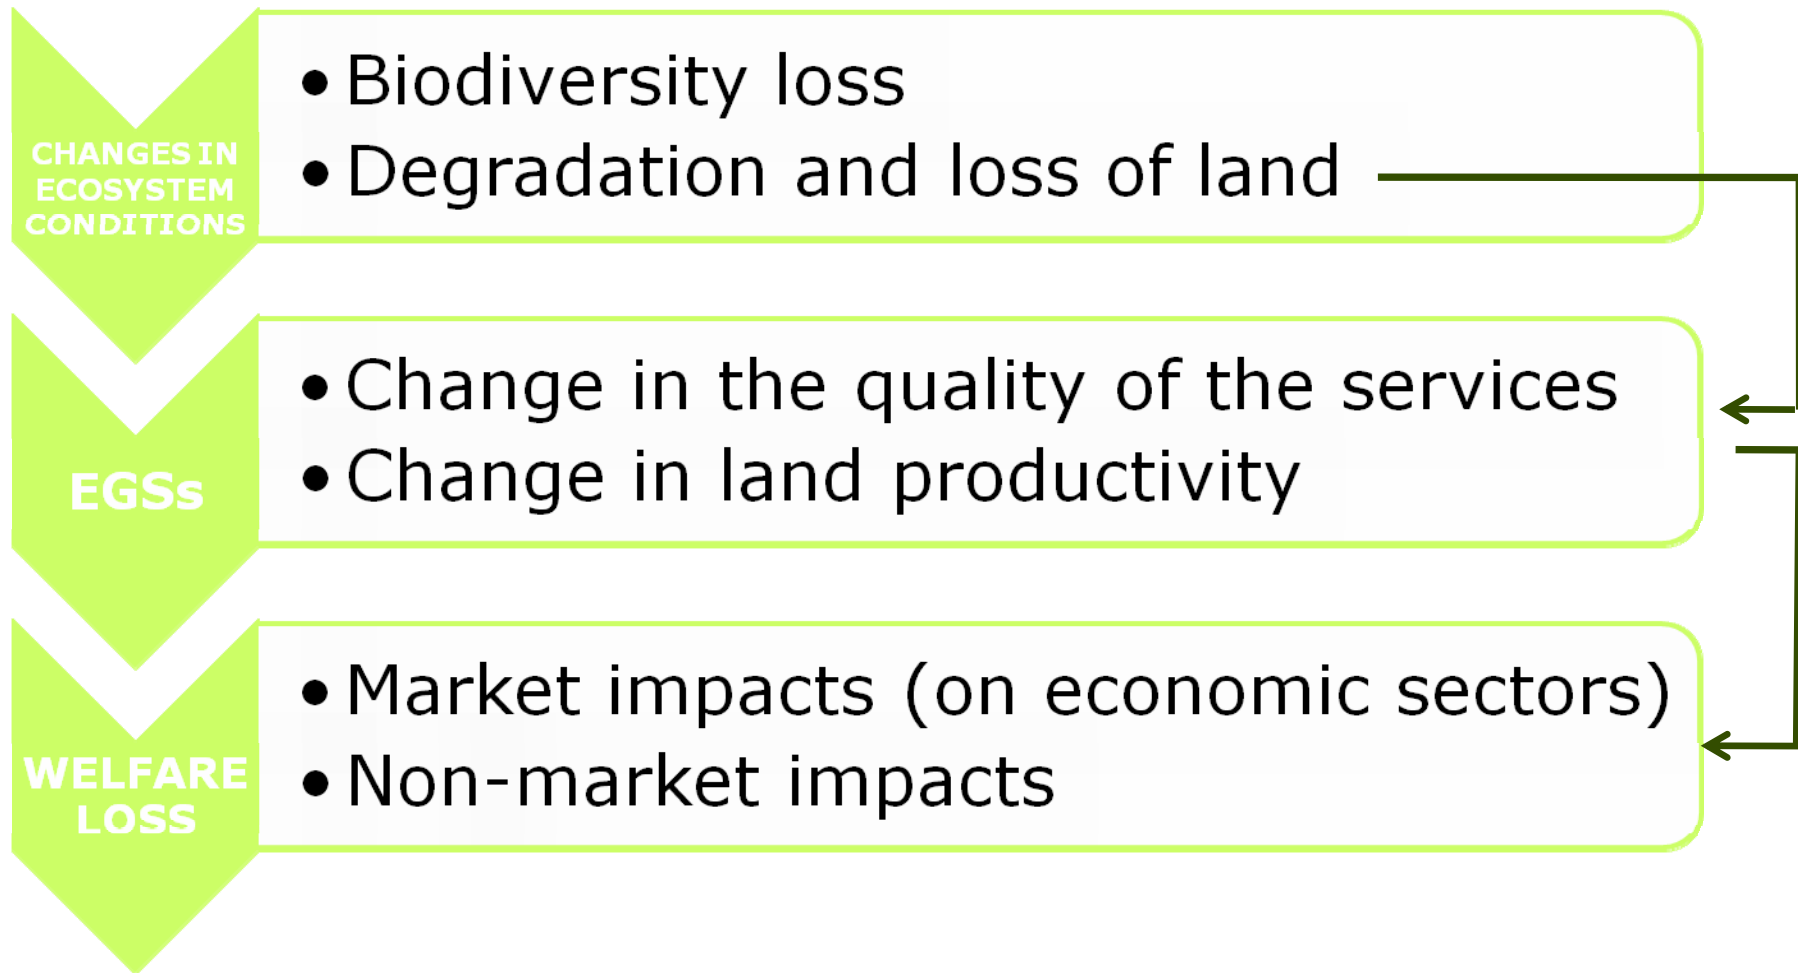 CHANGES IN
ECOSYSTEM
CONDITIONS
• Biodiversity loss
• Degradation and loss of land
EGSs
• Change in the quality of the services
• Change in land productivity
WELFARE
LOSS
• Market impacts (on economic sectors)
• Non-market impacts